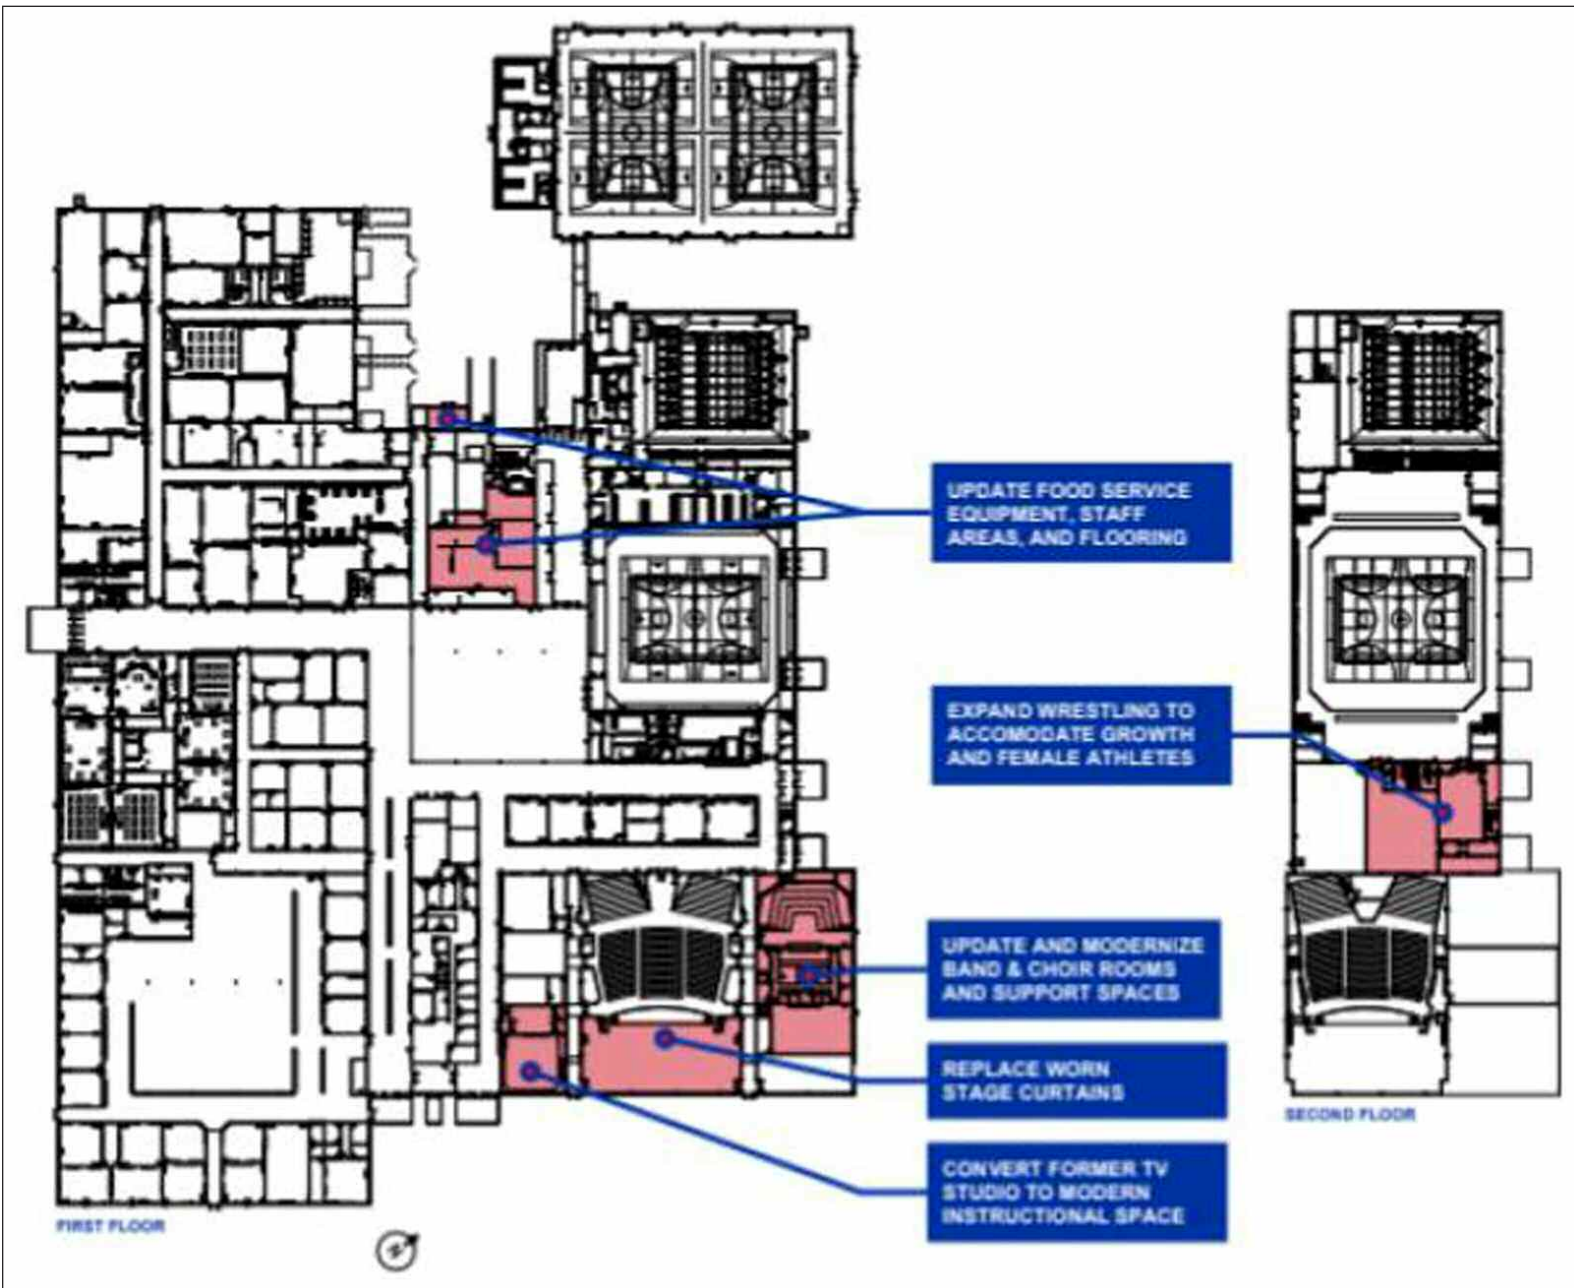 UPDATE FOOD SERVICE
EQUIPMENT, STAFF
AREAS, AND FLOORING
EXPAND WRESTLING TO
ACCOMODATE GROWTH
AND FEMALE ATHLETES
UPDATE AND MODERNIZE
BAND & CHOIR ROOMS
AND SUPPORT SPACES
REPLACE WORN
STAGE CURTAINS
CONVERT FORMER TV
STUDIO TO MODERN
INSTRUCTIONAL SPACE
SECOND FLOOR
FIRST FLOOR
Z